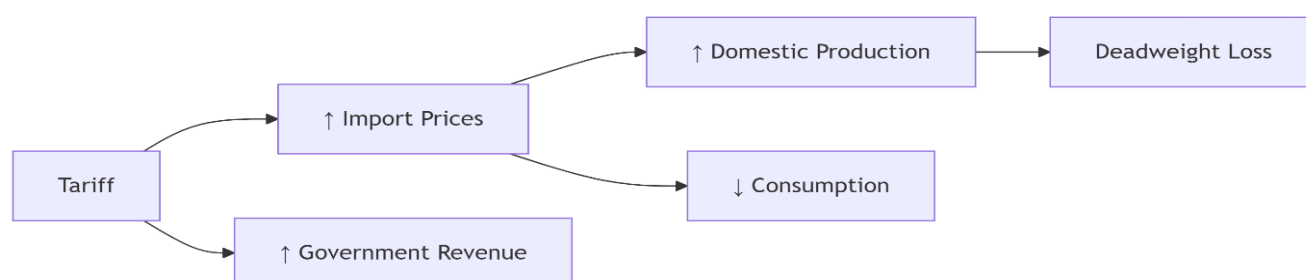 Tariff
↑ Import Prices
↑ Government Revenue
↑ Domestic Production
↓ Consumption
Deadweight Loss